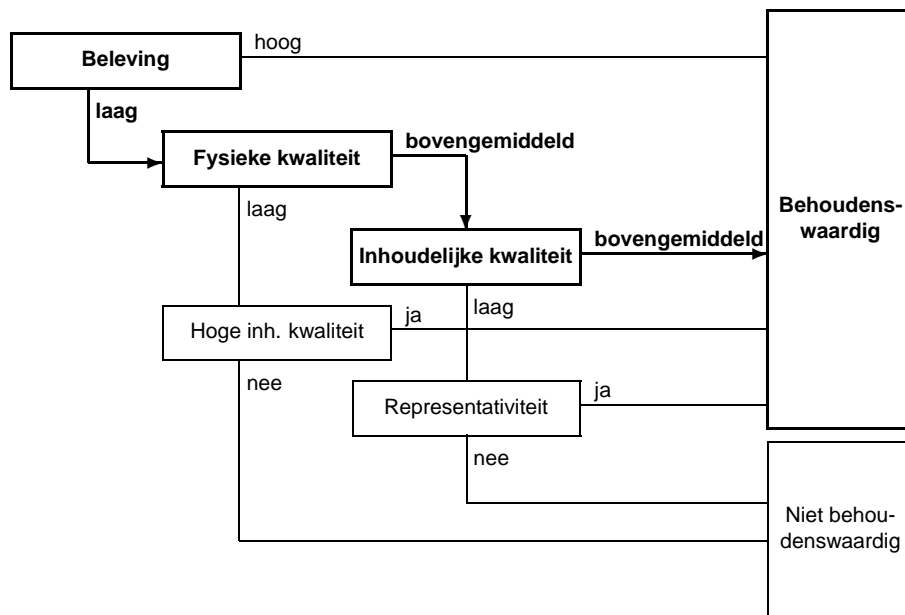 hoog
Beleving
laag
bovengemiddeld
Fysieke kwaliteit
laag
Behoudens-
waardig
bovengemiddeld
Inhoudelijke kwaliteit
laag
ja
Hoge inh. kwaliteit
nee
ja
Representativiteit
nee
Niet behou-
denswaardig